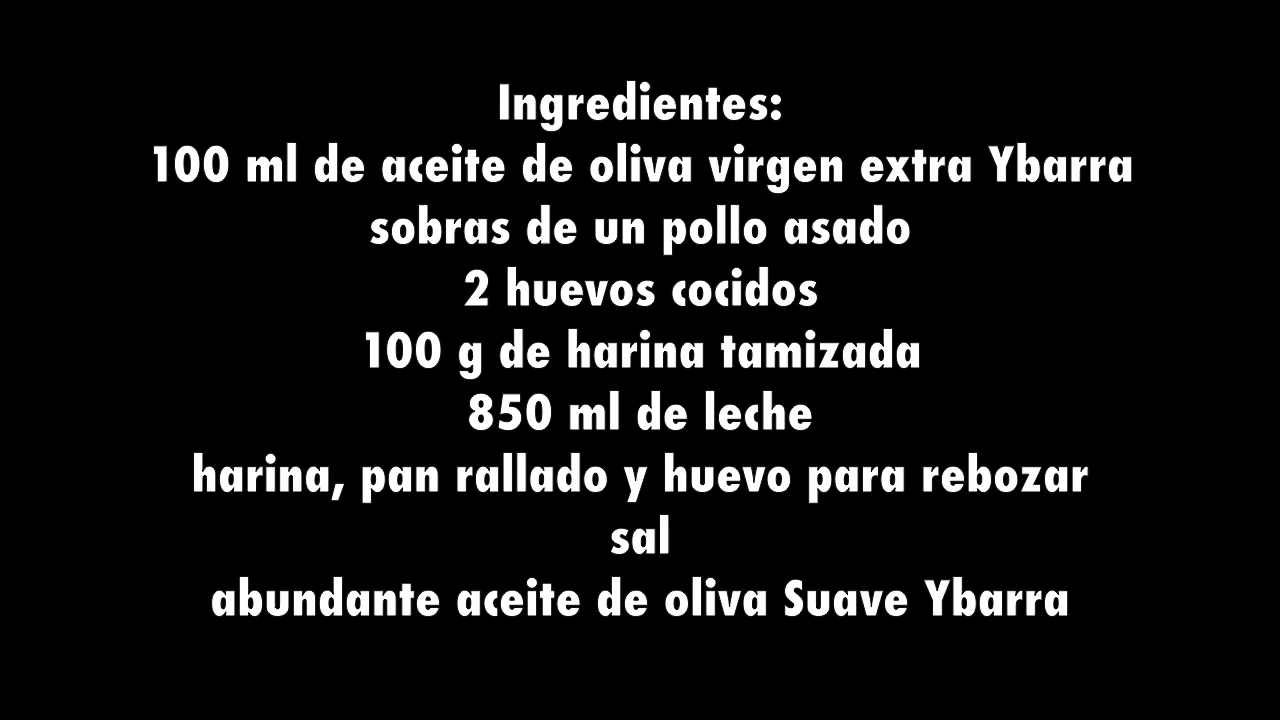 Ingredientes:
100 ml de aceite de oliva virgen extra Ybarra
sobras de un pollo asado
2 huevos cocidos
100 g de harina tamizada
850 ml de leche
harina, pan rallado y huevo para rebozar
sal
abundante aceite de oliva Suave Ybarra